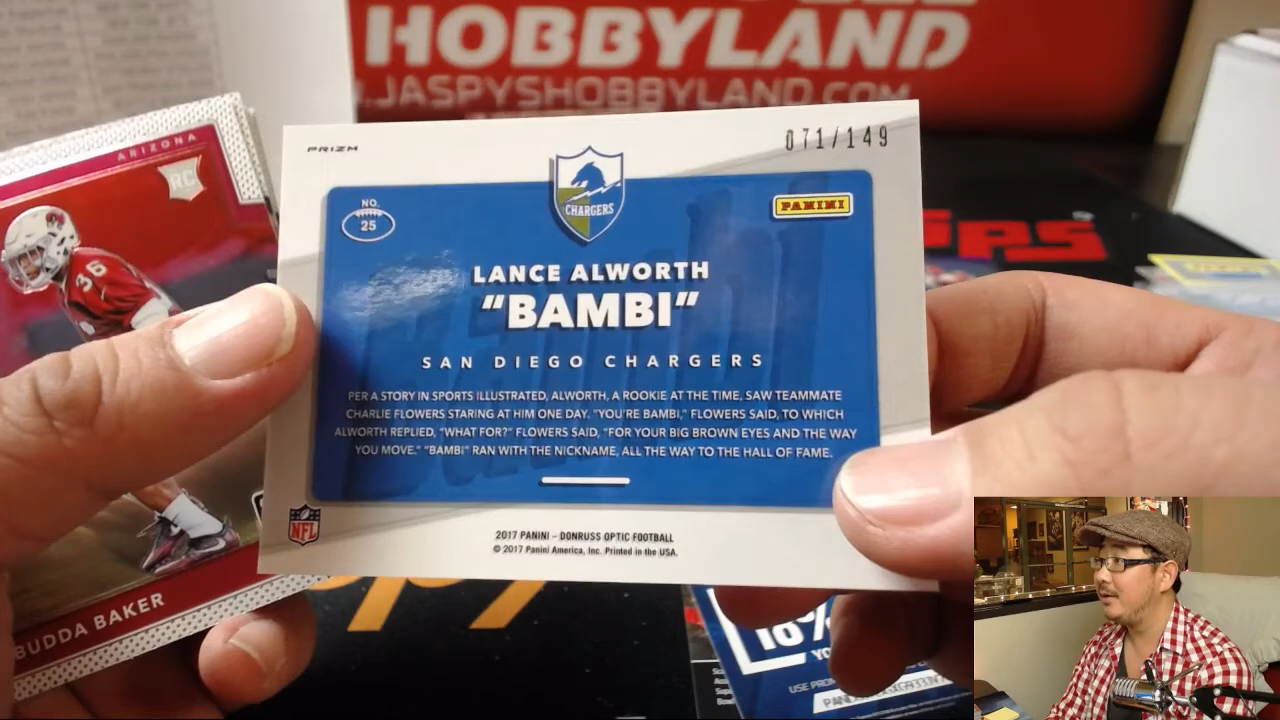 HOBBYLAND
.JASPYSHOBBYLAND.COM
ARIZONA
RC
36
BUDDA BAKER
PRIZM
071/149
CHARGERS
NO.
25
PANINI
LANCE ALWORTH
"BAMBI"
SAN DIEGO CHARGERS
PER A STORY IN SPORTS ILLUSTRATED, ALWORTH, A ROOKIE AT THE TIME, SAW TEAMMATE
CHARLIE FLOWERS STARING AT HIM ONE DAY. "YOU'RE BAMBI," FLOWERS SAID, TO WHICH
ALWORTH REPLIED, "WHAT FOR?" FLOWERS SAID, "FOR YOUR BIG BROWN EYES AND THE WAY
YOU MOVE." "BAMBI" RAN WITH THE NICKNAME, ALL THE WAY TO THE HALL OF FAME.
NFL
2017 PANINI – DONRUSS OPTIC FOOTBALL
© 2017 Panini America, Inc. Printed in the USA.
18%
USE PROM